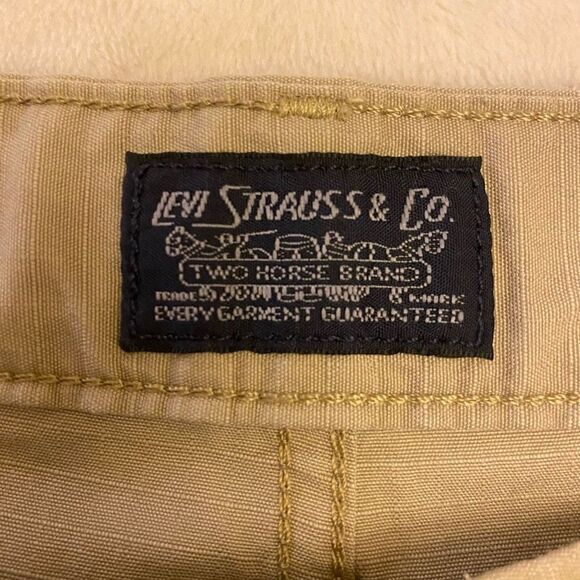 LEVI STRAUSS & CO.
TWO HORSE BRAND
TRADE MARK
EVERY GARMENT GUARANTEED